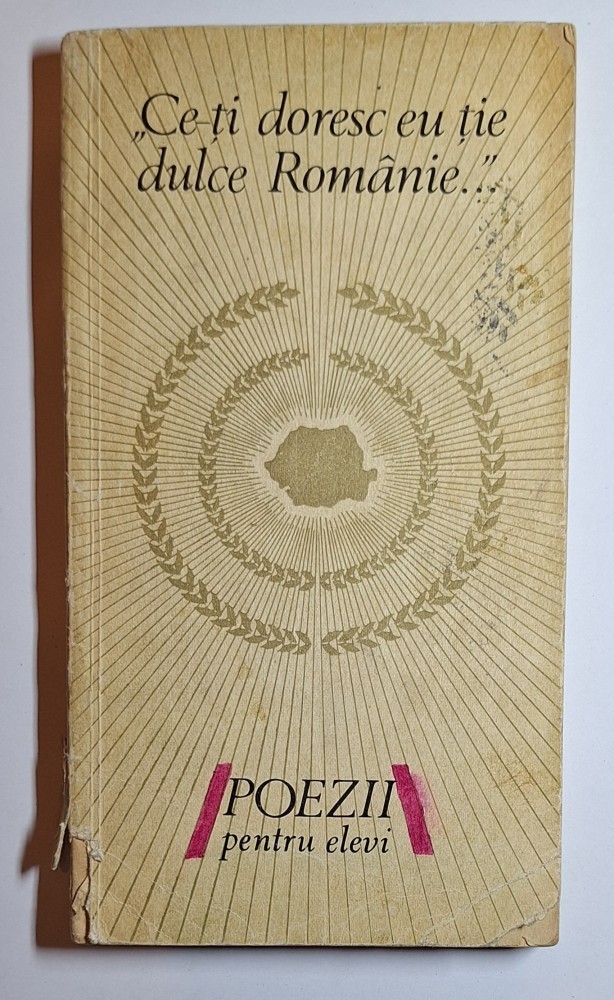 „Ce-ți doresc eu ție
dulce Românie...”
POEZII
pentru elevi